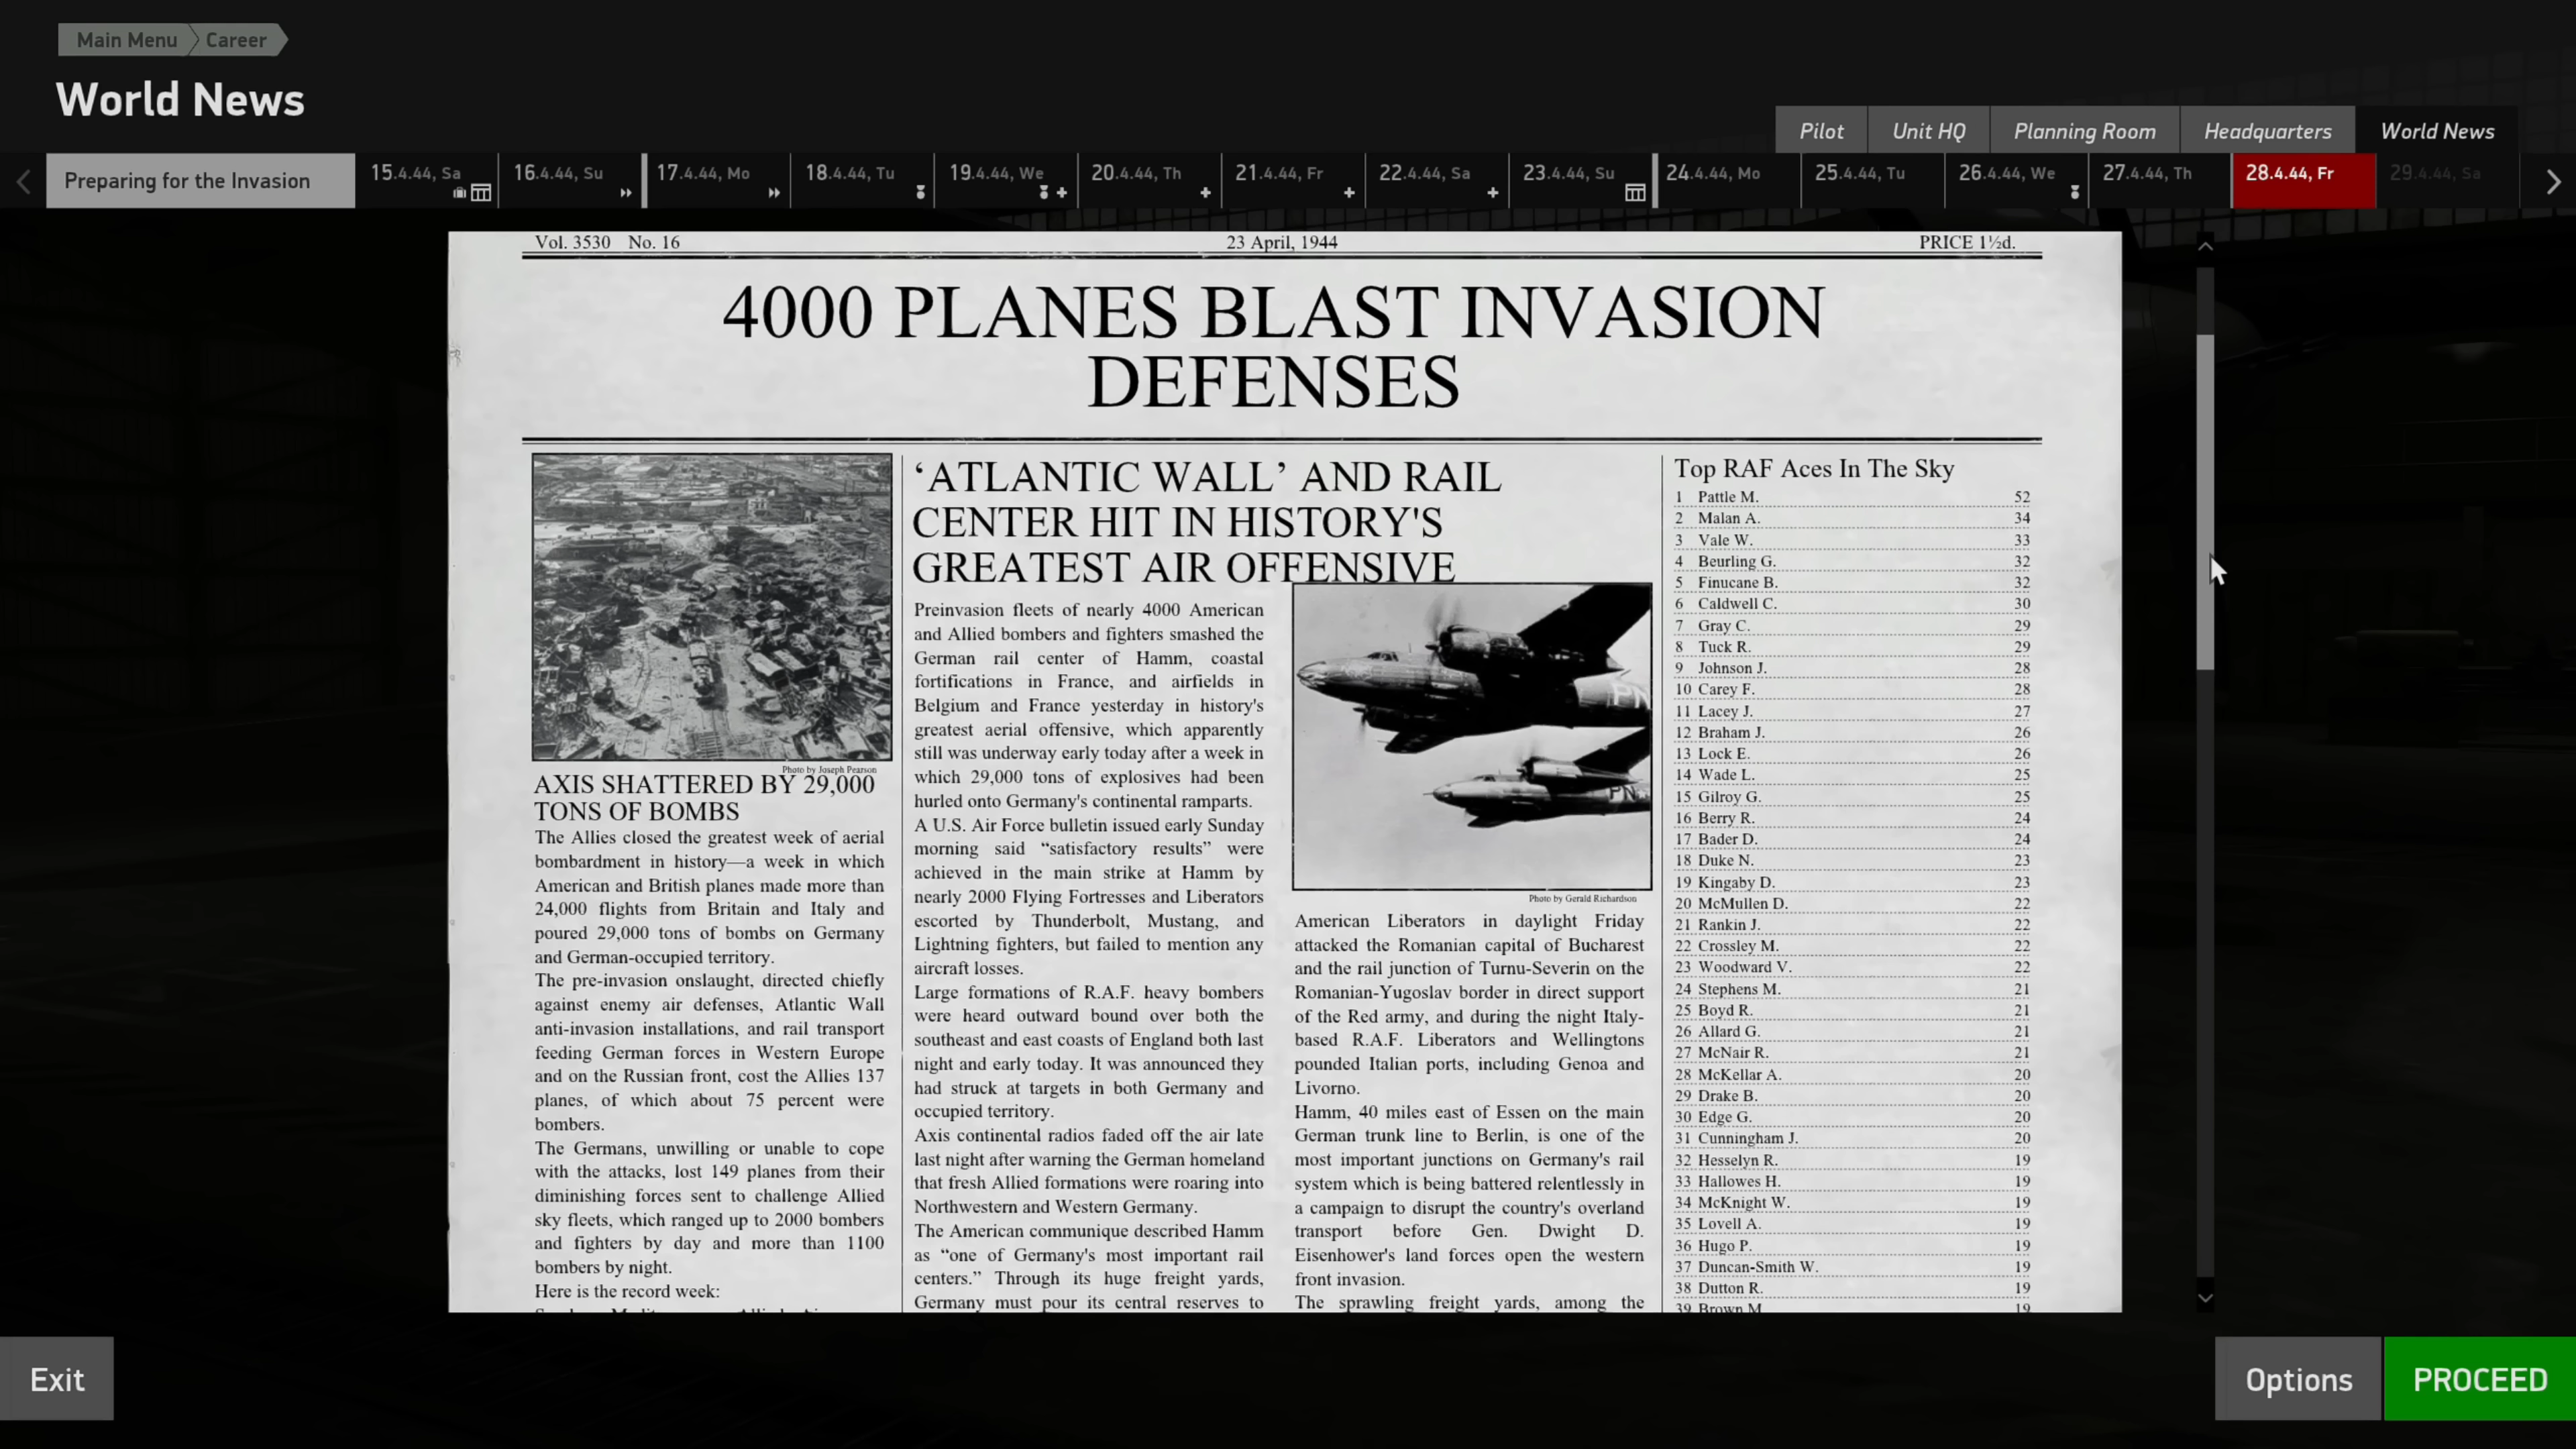 Main Menu
Career
World News
Pilot
Unit HQ
Planning Room
Headquarters
World News
Preparing for the Invasion
15.4.44, Sa
16.4.44, Su
17.4.44, Mo
18.4.44, Tu
19.4.44, We
20.4.44, Th
21.4.44, Fr
22.4.44, Sa
23.4.44, Su
24.4.44, Mo
25.4.44, Tu
26.4.44, We
27.4.44, Th
28.4.44, Fr
29.4.44, Sa
Vol. 3530 No. 16
23 April, 1944
PRICE 1½d.
4000 PLANES BLAST INVASION
DEFENSES
Photo by Joseph Pearson
AXIS SHATTERED BY 29,000
TONS OF BOMBS
The Allies closed the greatest week of aerial
bombardment in history—a week in which
American and British planes made more than
24,000 flights from Britain and Italy and
poured 29,000 tons of bombs on Germany
and German-occupied territory.
The pre-invasion onslaught, directed chiefly
against enemy air defenses, Atlantic Wall
anti-invasion installations, and rail transport
feeding German forces in Western Europe
and on the Russian front, cost the Allies 137
planes, of which about 75 percent were
bombers.
The Germans, unwilling or unable to cope
with the attacks, lost 149 planes from their
diminishing forces sent to challenge Allied
sky fleets, which ranged up to 2000 bombers
and fighters by day and more than 1100
bombers by night.
Here is the record week:
‘ATLANTIC WALL’ AND RAIL
CENTER HIT IN HISTORY'S
GREATEST AIR OFFENSIVE
Preinvasion fleets of nearly 4000 American
and Allied bombers and fighters smashed the
German rail center of Hamm, coastal
fortifications in France, and airfields in
Belgium and France yesterday in history's
greatest aerial offensive, which apparently
still was underway early today after a week in
which 29,000 tons of explosives had been
hurled onto Germany's continental ramparts.
A U.S. Air Force bulletin issued early Sunday
morning said “satisfactory results” were
achieved in the main strike at Hamm by
nearly 2000 Flying Fortresses and Liberators
escorted by Thunderbolt, Mustang, and
Lightning fighters, but failed to mention any
aircraft losses.
Large formations of R.A.F. heavy bombers
were heard outward bound over both the
southeast and east coasts of England both last
night and early today. It was announced they
had struck at targets in both Germany and
occupied territory.
Axis continental radios faded off the air late
last night after warning the German homeland
that fresh Allied formations were roaring into
Northwestern and Western Germany.
The American communique described Hamm
as “one of Germany's most important rail
centers.” Through its huge freight yards,
Germany must pour its central reserves to
PN
PN
Photo by Gerald Richardson
American Liberators in daylight Friday
attacked the Romanian capital of Bucharest
and the rail junction of Turnu-Severin on the
Romanian-Yugoslav border in direct support
of the Red army, and during the night Italy-
based R.A.F. Liberators and Wellingtons
pounded Italian ports, including Genoa and
Livorno.
Hamm, 40 miles east of Essen on the main
German trunk line to Berlin, is one of the
most important junctions on Germany's rail
system which is being battered relentlessly in
a campaign to disrupt the country's overland
transport before Gen. Dwight D.
Eisenhower's land forces open the western
front invasion.
The sprawling freight yards, among the
Top RAF Aces In The Sky
1 Pattle M. 52
2 Malan A. 34
3 Vale W. 33
4 Beurling G. 32
5 Finucane B. 32
6 Caldwell C. 30
7 Gray C. 29
8 Tuck R. 29
9 Johnson J. 28
10 Carey F. 28
11 Lacey J. 27
12 Braham J. 26
13 Lock E. 26
14 Wade L. 25
15 Gilroy G. 25
16 Berry R. 24
17 Bader D. 24
18 Duke N. 23
19 Kingaby D. 23
20 McMullen D. 22
21 Rankin J. 22
22 Crossley M. 22
23 Woodward V. 22
24 Stephens M. 21
25 Boyd R. 21
26 Allard G. 21
27 McNair R. 21
28 McKellar A. 20
29 Drake B. 20
30 Edge G. 20
31 Cunningham J. 20
32 Hesselyn R. 19
33 Hallowes H. 19
34 McKnight W. 19
35 Lovell A. 19
36 Hugo P. 19
37 Duncan-Smith W. 19
38 Dutton R. 19
39 Brown M. 19
Exit
Options
PROCEED